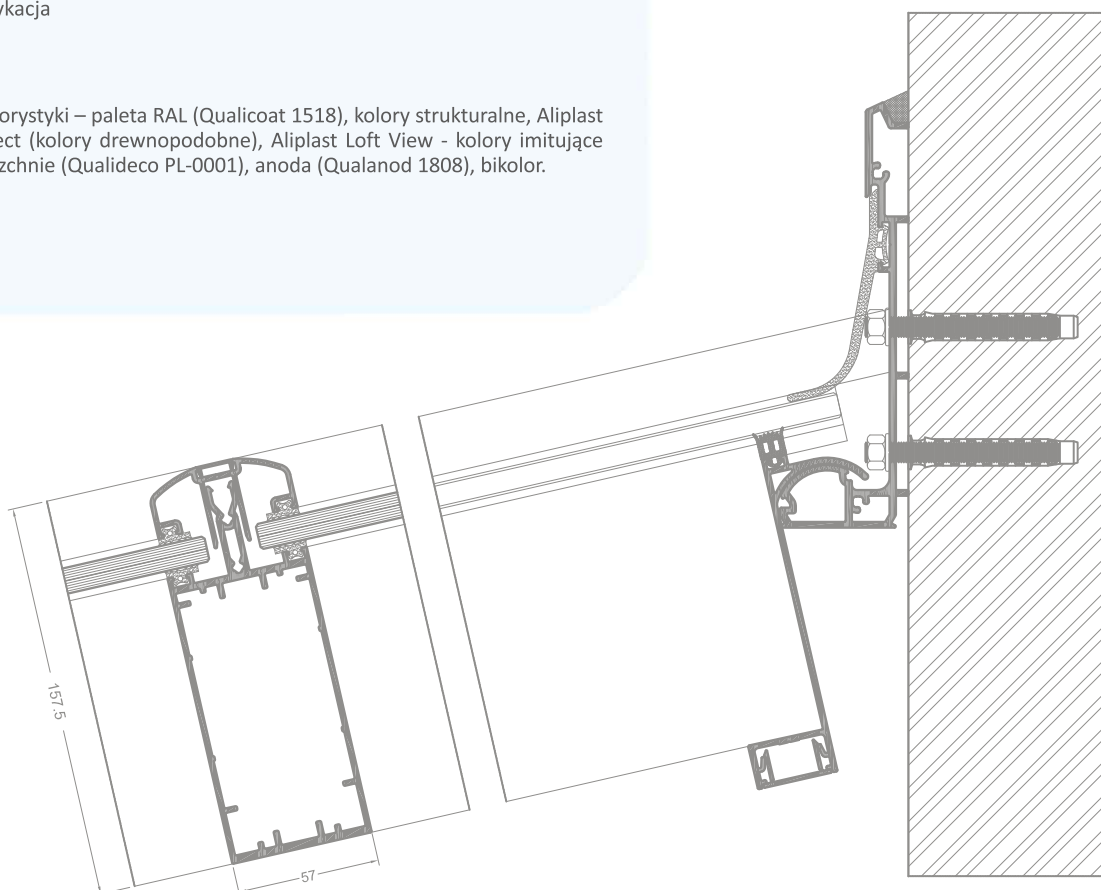 ykacja
orystyki – paleta RAL (Qualicoat 1518), kolory strukturalne, Aliplast
ect (kolory drewnopodobne), Aliplast Loft View - kolory imitujące
zchnie (Qualideco PL-0001), anoda (Qualanod 1808), bikolor.
157.5
57